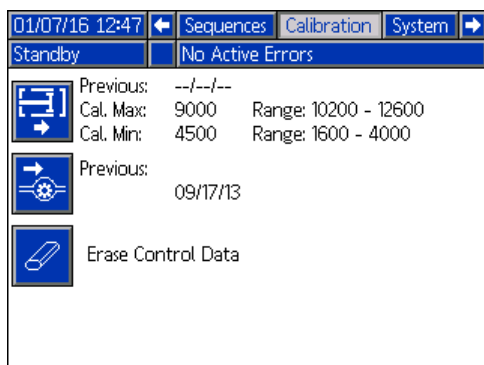 01/07/16 12:47 Sequences Calibration System
Standby No Active Errors
Previous: --/--/--
Cal. Max: 9000 Range: 10200 - 12600
Cal. Min: 4500 Range: 1600 - 4000
Previous:
09/17/13
Erase Control Data